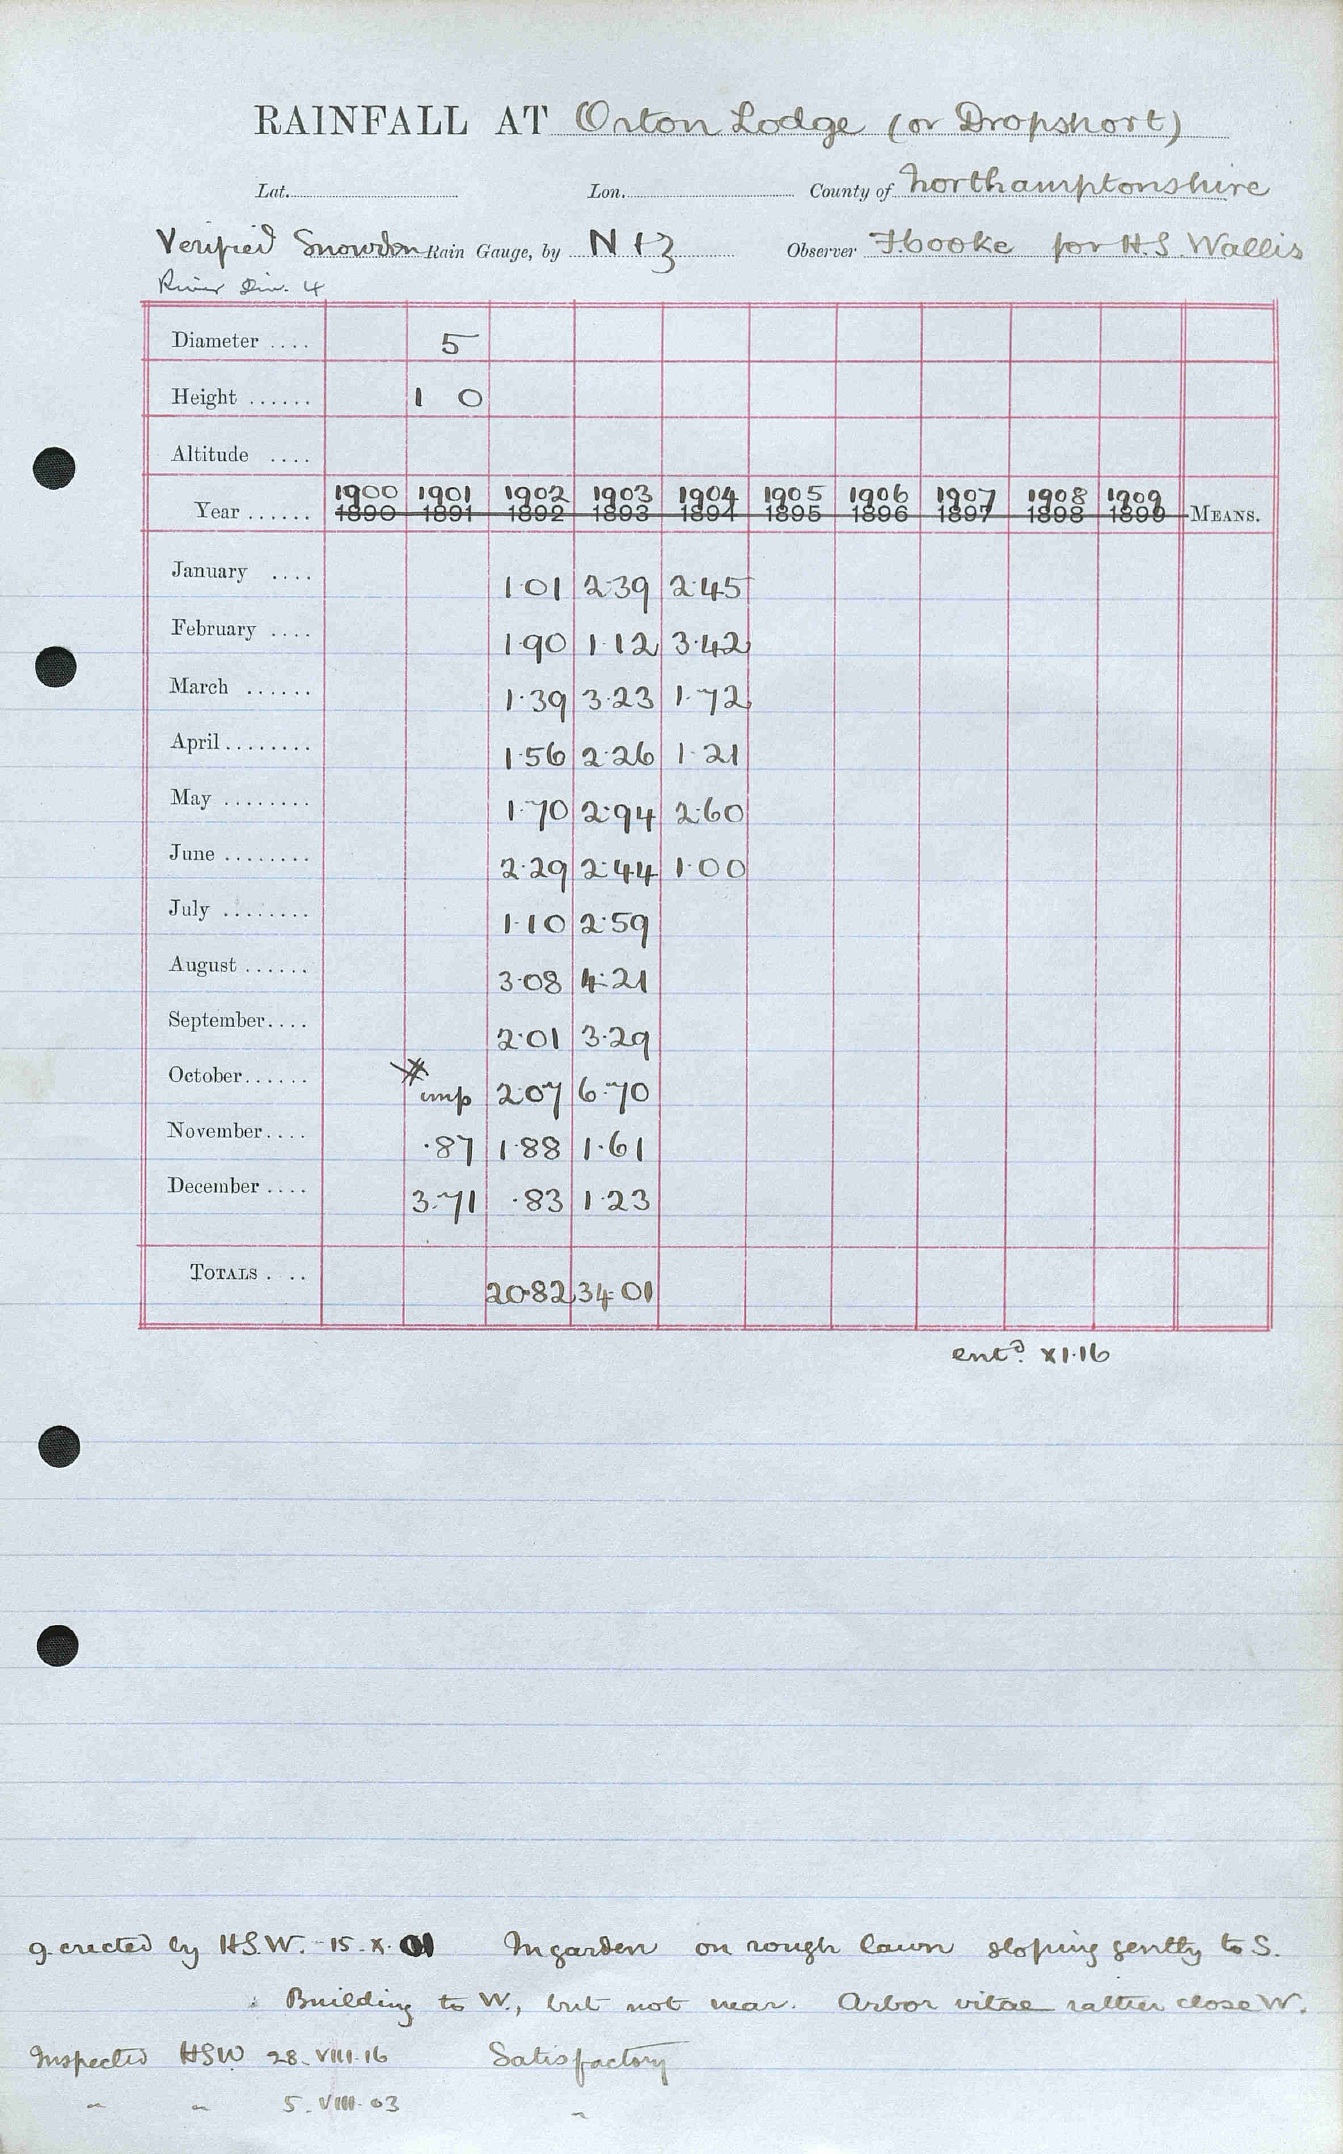 RAINFALL AT Orton Lodge (or Dropshort)
Lat. Lon. County of Northamptonshire
Verified Snowdon Rain Gauge, by N & Z Observer F. Cooke for H.S. Wallis
River Div. 4
Diameter .... 5
Height ...... 1 0
Altitude ....
1900 1901 1902 1903 1904 1905 1906 1907 1908 1909
Year ...... 1890 1891 1892 1893 1894 1895 1896 1897 1898 1899 MEANS.
January .... 1.01 2.39 2.45
February .... 1.90 1.12 3.42
March ...... 1.39 3.23 1.72
April ........ 1.56 2.26 1.21
May ........ 1.70 2.94 2.60
June ........ 2.29 2.44 1.00
July ........ 1.10 2.59
August ...... 3.08 4.21
September.... 2.01 3.29
October...... * imp 2.07 6.70
November.... .87 1.88 1.61
December .... 3.71 .83 1.23
TOTALS .... 20.82 34.01
entd. XI.16
g. erected by H.S.W. 15.X.01 In garden on rough lawn sloping gently to S.
Building to W., but not near. Arbor vitae rather close W.
Inspected HSW 28.VIII.16 Satisfactory
" " 5.VIII.03 "